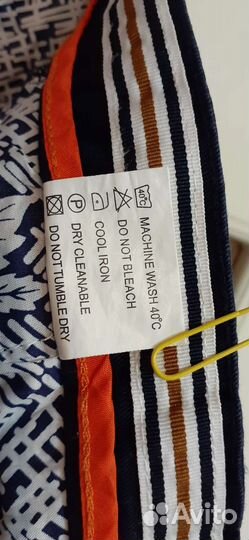 40°C MACHINE WASH 40°C
DO NOT BLEACH
COOL IRON
P DRY CLEANABLE
DO NOT TUMBLE DRY
Avito